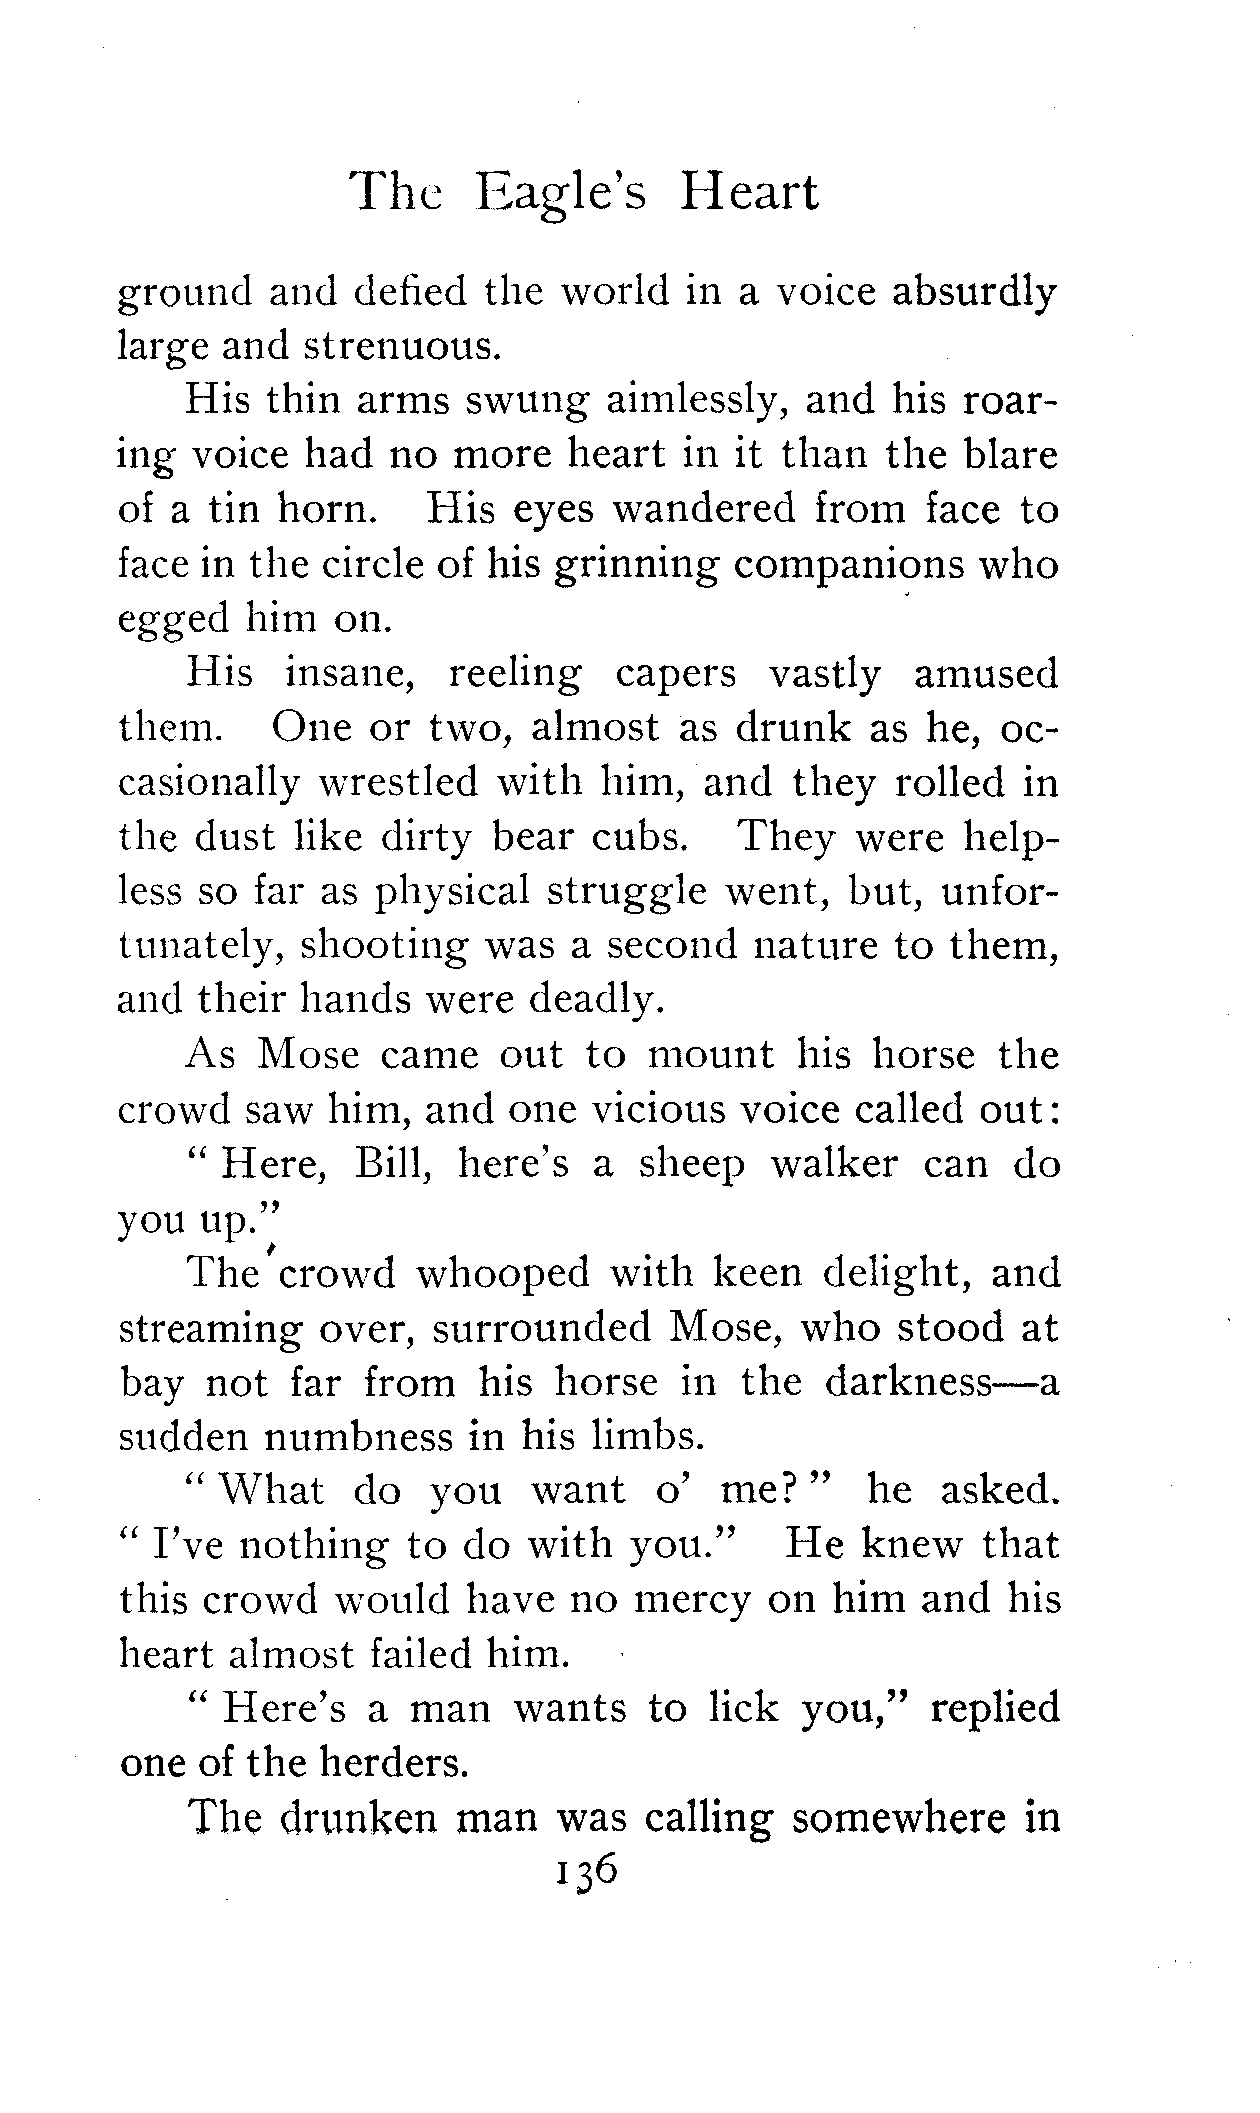 The Eagle's Heart
ground and defied the world in a voice absurdly
large and strenuous.
His thin arms swung aimlessly, and his roar-
ing voice had no more heart in it than the blare
of a tin horn. His eyes wandered from face to
face in the circle of his grinning companions who
egged him on.
His insane, reeling capers vastly amused
them. One or two, almost as drunk as he, oc-
casionally wrestled with him, and they rolled in
the dust like dirty bear cubs. They were help-
less so far as physical struggle went, but, unfor-
tunately, shooting was a second nature to them,
and their hands were deadly.
As Mose came out to mount his horse the
crowd saw him, and one vicious voice called out:
" Here, Bill, here's a sheep walker can do
you up."
The crowd whooped with keen delight, and
streaming over, surrounded Mose, who stood at
bay not far from his horse in the darkness—a
sudden numbness in his limbs.
" What do you want o' me? " he asked.
" I've nothing to do with you." He knew that
this crowd would have no mercy on him and his
heart almost failed him.
" Here's a man wants to lick you," replied
one of the herders.
The drunken man was calling somewhere in
136